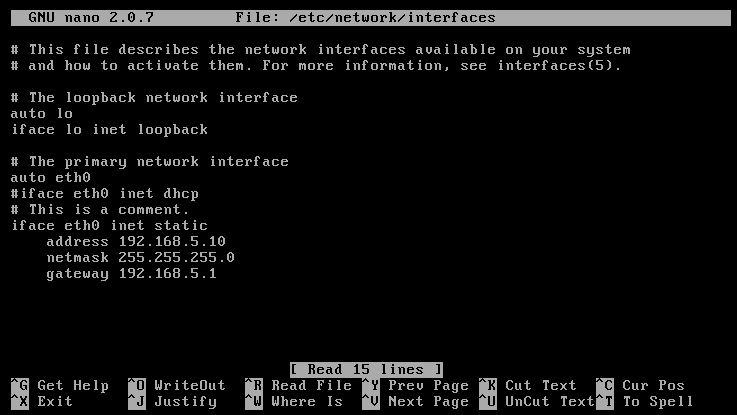 GNU nano 2.0.7          File: /etc/network/interfaces
# This file describes the network interfaces available on your system
# and how to activate them. For more information, see interfaces(5).
# The loopback network interface
auto lo
iface lo inet loopback
# The primary network interface
auto eth0
#iface eth0 inet dhcp
# This is a comment.
iface eth0 inet static
    address 192.168.5.10
    netmask 255.255.255.0
    gateway 192.168.5.1
[ Read 15 lines ]
^G Get Help  ^O WriteOut  ^R Read File ^Y Prev Page ^K Cut Text  ^C Cur Pos
^X Exit      ^J Justify   ^W Where Is  ^V Next Page ^U UnCut Text^T To Spell